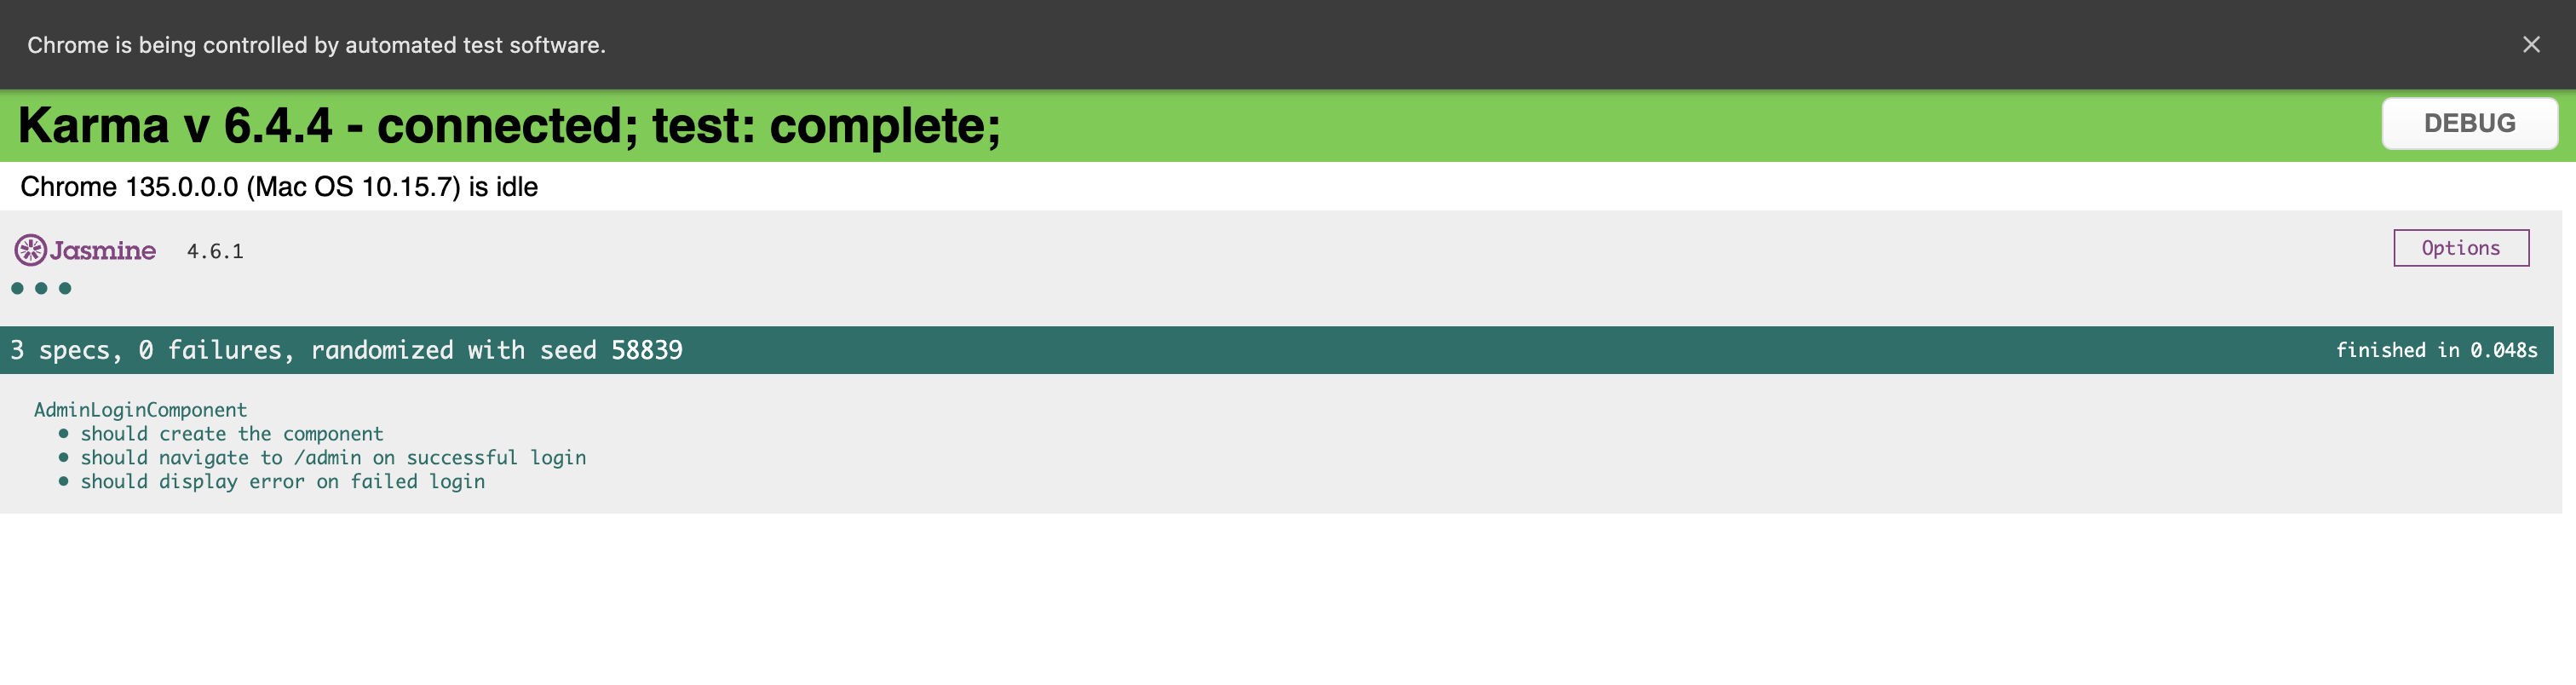 Chrome is being controlled by automated test software.
Karma v 6.4.4 - connected; test: complete;
DEBUG
Chrome 135.0.0.0 (Mac OS 10.15.7) is idle
Jasmine 4.6.1
Options
3 specs, 0 failures, randomized with seed 58839
finished in 0.048s
AdminLoginComponent
• should create the component
• should navigate to /admin on successful login
• should display error on failed login